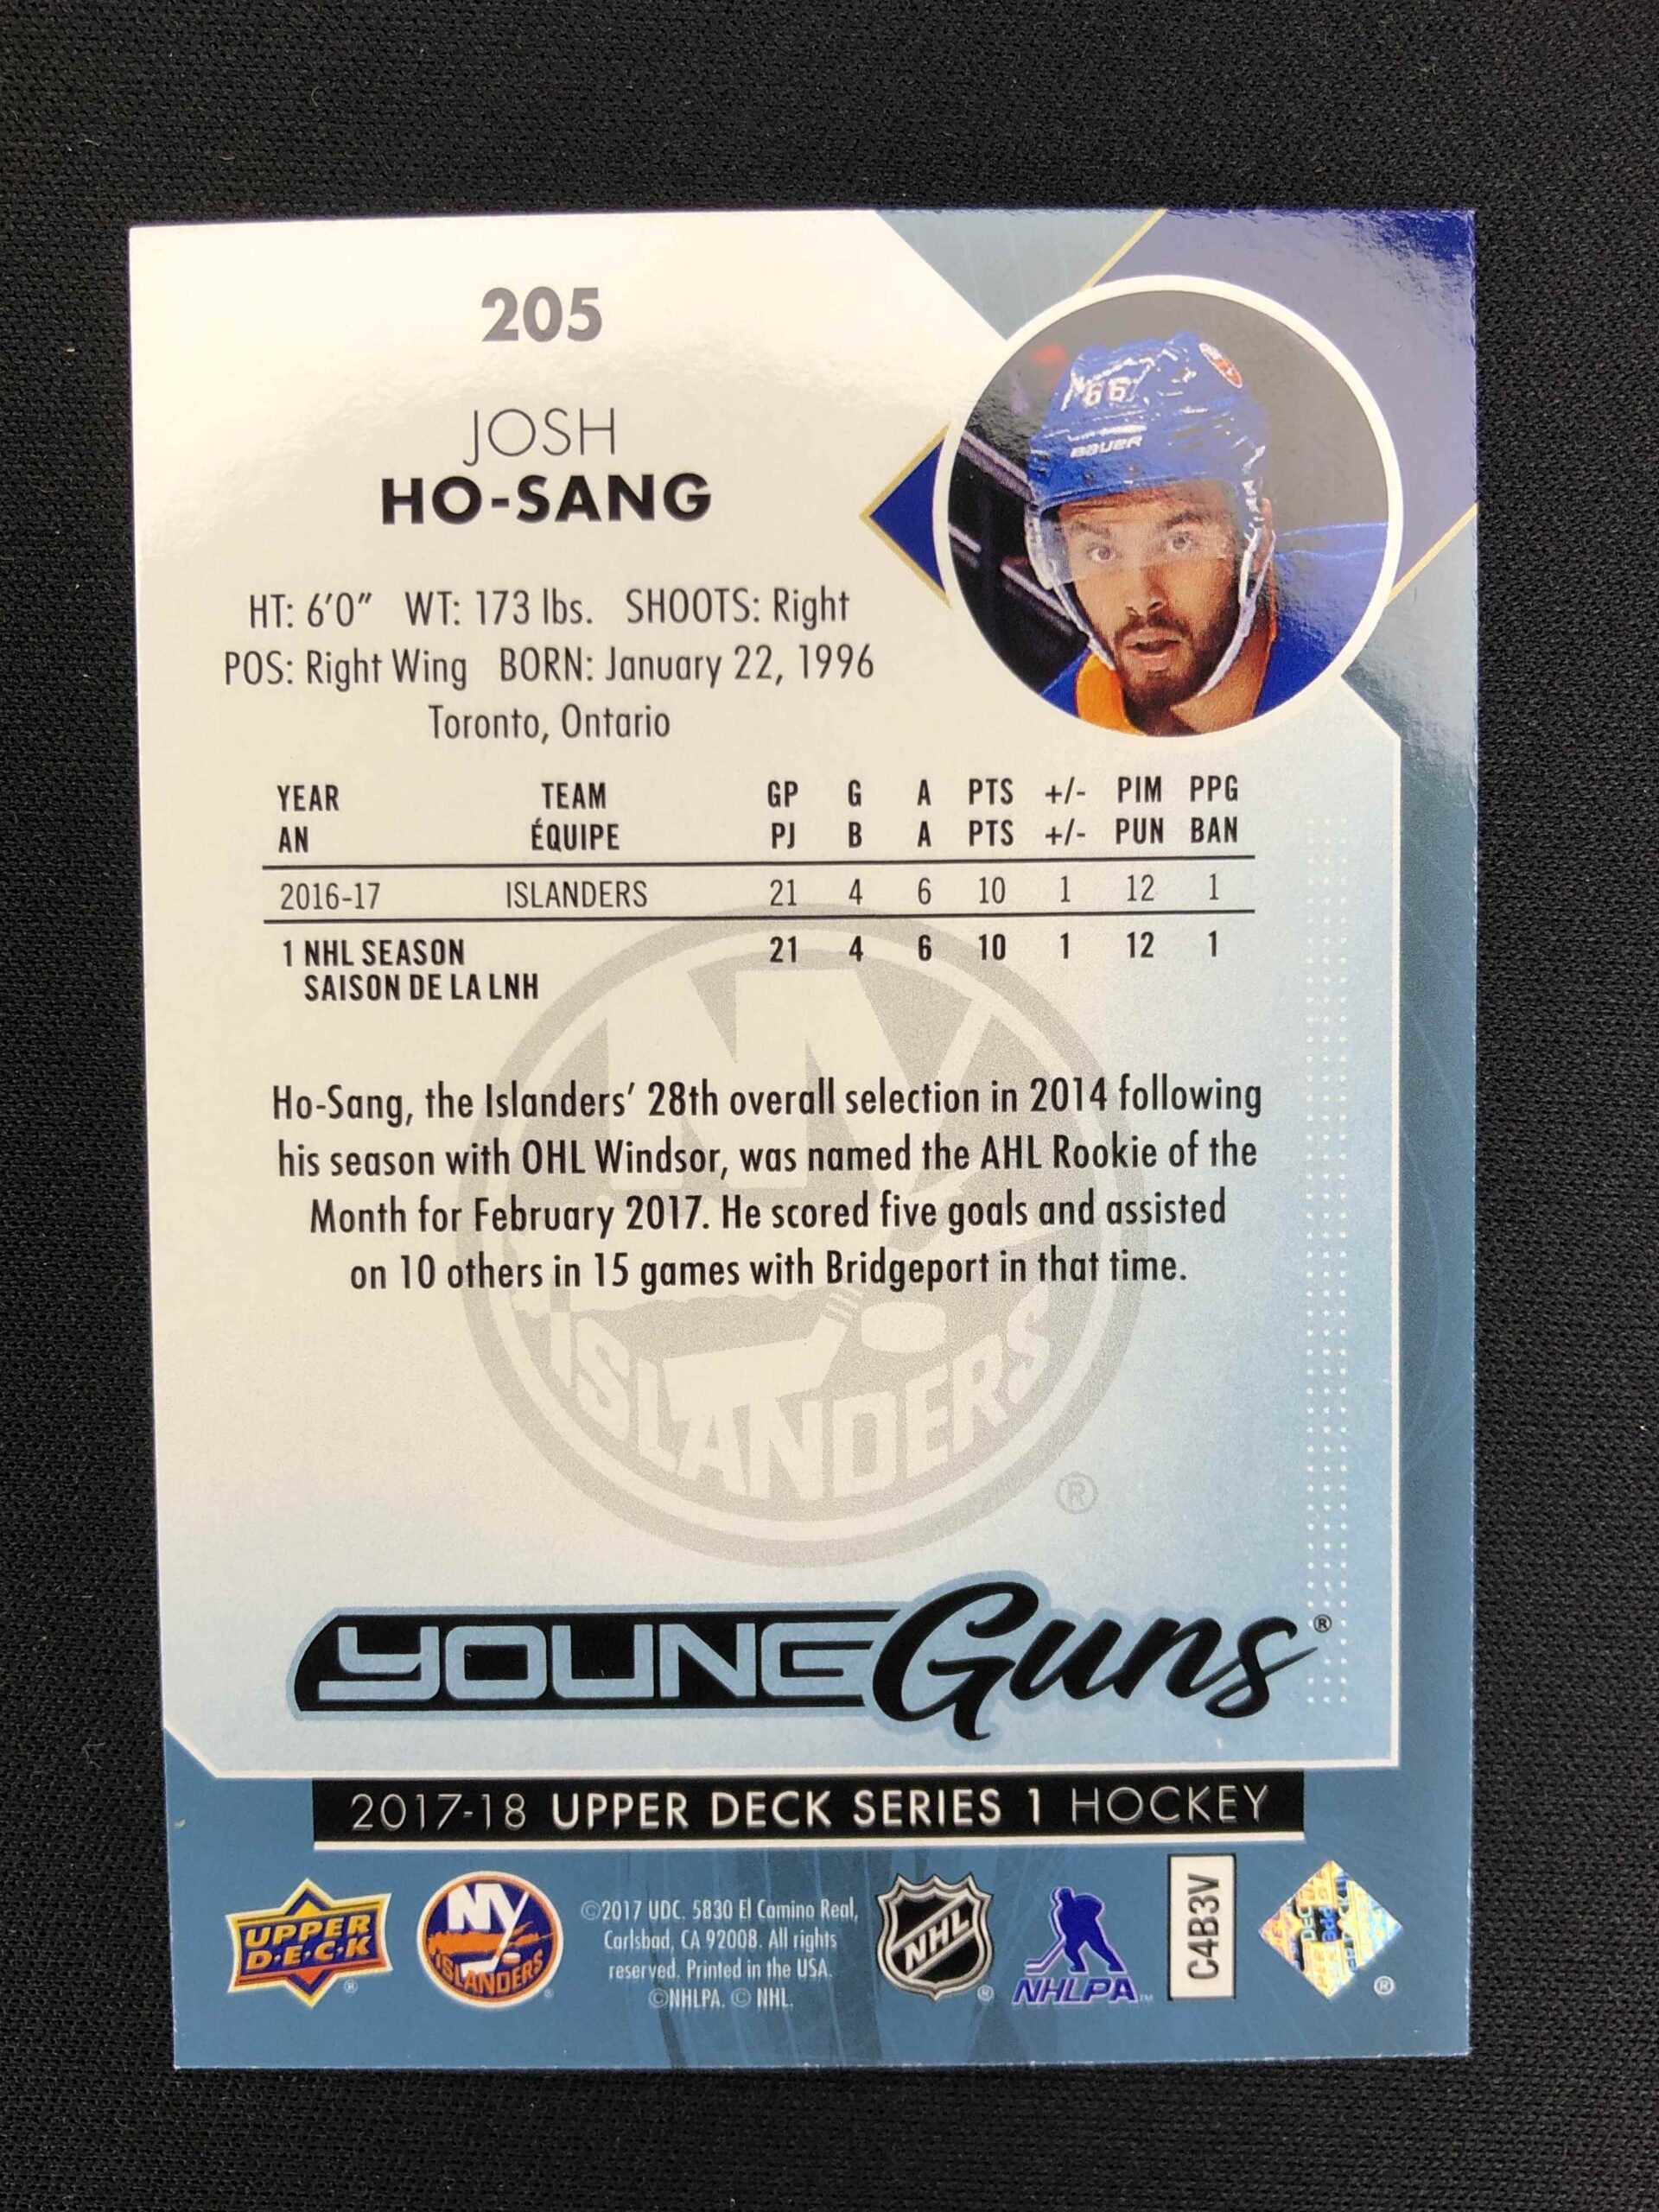 205
JOSH
HO-SANG
66
BAUER
HT: 6'0" WT: 173 lbs. SHOOTS: Right
POS: Right Wing BORN: January 22, 1996
Toronto, Ontario
YEAR TEAM GP G A PTS +/- PIM PPG
AN ÉQUIPE PJ B A PTS +/- PUN BAN
2016-17 ISLANDERS 21 4 6 10 1 12 1
1 NHL SEASON 21 4 6 10 1 12 1
SAISON DE LA LNH
Ho-Sang, the Islanders' 28th overall selection in 2014 following
his season with OHL Windsor, was named the AHL Rookie of the
Month for February 2017. He scored five goals and assisted
on 10 others in 15 games with Bridgeport in that time.
NY
ISLANDERS
®
YOUNG Guns®
2017-18 UPPER DECK SERIES 1 HOCKEY
UPPER
D·E·C·K
®
NY
ISLANDERS
®
©2017 UDC. 5830 El Camino Real,
Carlsbad, CA 92008. All rights
reserved. Printed in the USA.
©NHLPA. © NHL.
NHL
®
NHLPA™
C4B3V
®